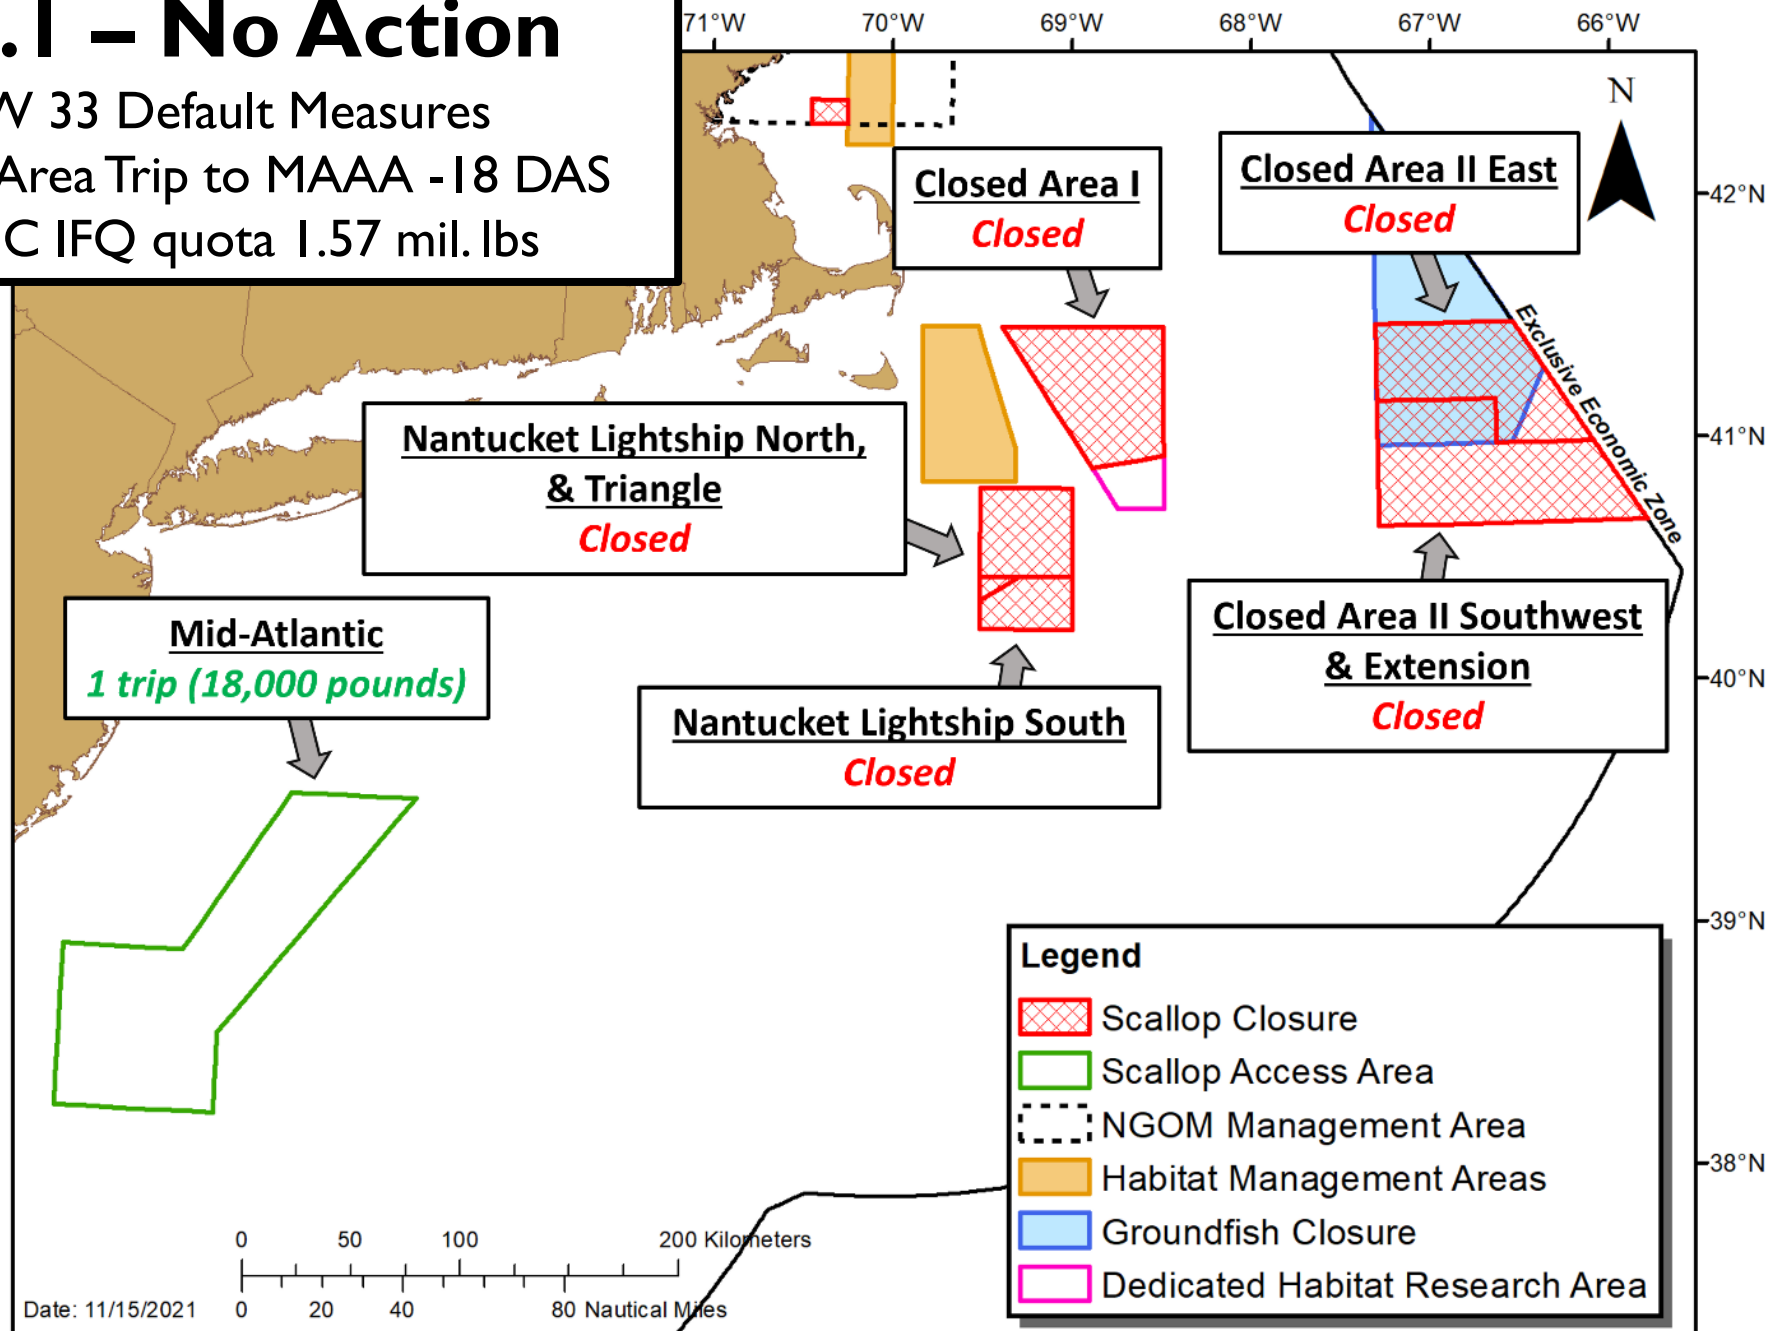 .1 – No Action
W 33 Default Measures
Area Trip to MAAA -18 DAS
C IFQ quota 1.57 mil. lbs
71°W 70°W 69°W 68°W 67°W 66°W
N
42°N
41°N
40°N
39°N
38°N
Closed Area I
Closed
Closed Area II East
Closed
Exclusive Economic Zone
Nantucket Lightship North,
& Triangle
Closed
Mid-Atlantic
1 trip (18,000 pounds)
Nantucket Lightship South
Closed
Closed Area II Southwest
& Extension
Closed
Legend
Scallop Closure
Scallop Access Area
NGOM Management Area
Habitat Management Areas
Groundfish Closure
Dedicated Habitat Research Area
0 50 100 200 Kilometers
0 20 40 80 Nautical Miles
Date: 11/15/2021